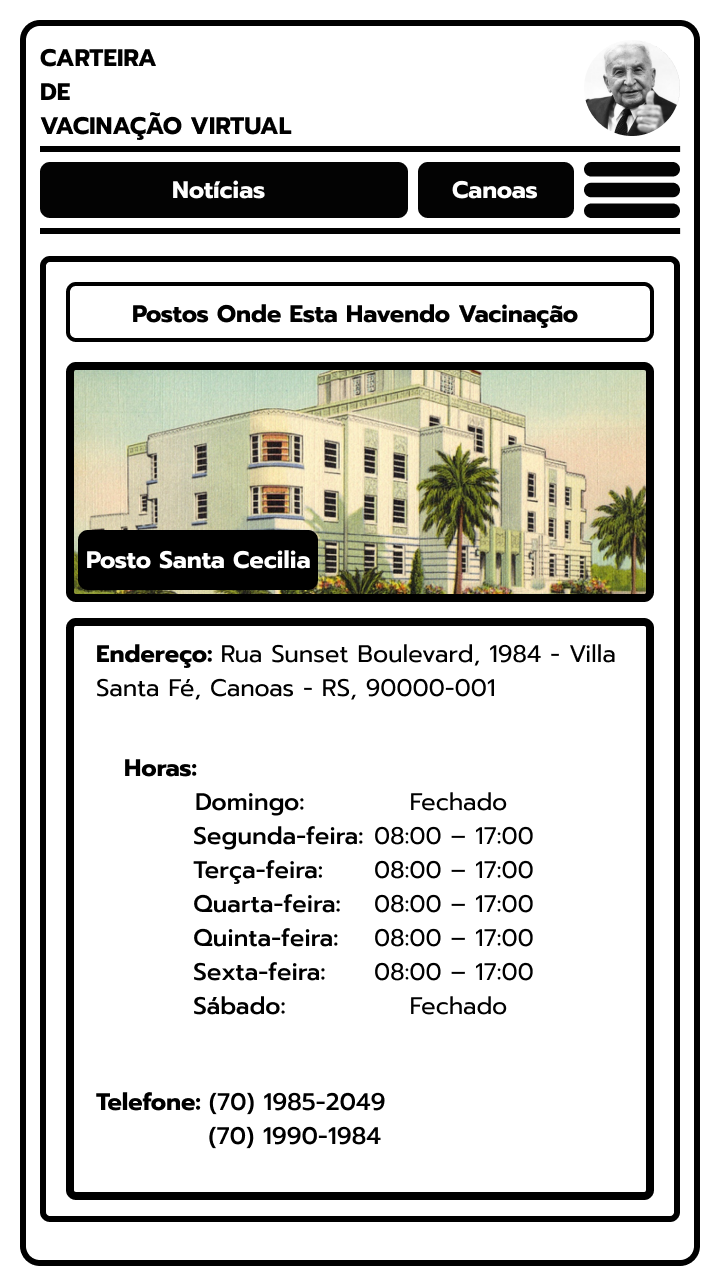 CARTEIRA
DE
VACINAÇÃO VIRTUAL
Notícias
Canoas
Postos Onde Esta Havendo Vacinação
Posto Santa Cecilia
Endereço: Rua Sunset Boulevard, 1984 - Villa
Santa Fé, Canoas - RS, 90000-001
Horas:
Domingo: Fechado
Segunda-feira: 08:00 – 17:00
Terça-feira: 08:00 – 17:00
Quarta-feira: 08:00 – 17:00
Quinta-feira: 08:00 – 17:00
Sexta-feira: 08:00 – 17:00
Sábado: Fechado
Telefone: (70) 1985-2049
(70) 1990-1984